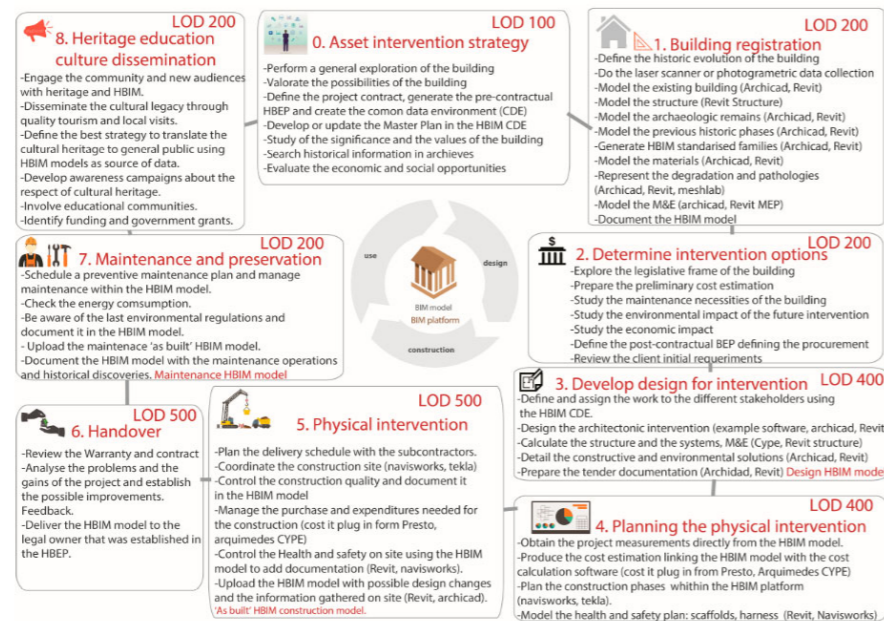 LOD 200
8. Heritage education
culture dissemination
-Engage the community and new audiences
with heritage and HBIM.
-Disseminate the cultural legacy through
quality tourism and local visits.
-Define the best strategy to translate the
cultural heritage to general public using
HBIM models as source of data.
-Develop awareness campaigns about the
respect of cultural heritage.
-Involve educational communities.
-Identify funding and government grants.
LOD 100
0. Asset intervention strategy
-Perform a general exploration of the building
-Valorate the possibilities of the building
-Define the project contract, generate the pre-contractual
HBEP and create the comon data environment (CDE)
-Develop or update the Master Plan in the HBIM CDE
-Study of the significance and the values of the building
-Search historical information in archieves
-Evaluate the economic and social opportunities
LOD 200
1. Building registration
-Define the historic evolution of the building
-Do the laser scanner or photogrametric data collection
-Model the existing building (Archicad, Revit)
-Model the structure (Revit Structure)
-Model the archaeologic remains (Archicad, Revit)
-Model the previous historic phases (Archicad, Revit)
-Generate HBIM standarised families (Archicad, Revit)
-Model the materials (Archicad, Revit)
-Represent the degradation and pathologies
(Archicad, Revit, meshlab)
-Model the M&E (archicad, Revit MEP)
-Document the HBIM model
LOD 200
7. Maintenance and preservation
-Schedule a preventive maintenance plan and manage
maintenance within the HBIM model.
-Check the energy comsumption.
-Be aware of the last environmental regulations and
document it in the HBIM model.
- Upload the maintenace 'as built' HBIM model.
-Document the HBIM model with the maintenance operations
and historical discoveries. Maintenance HBIM model
use
design
construction
BIM model
BIM platform
$
LOD 200
2. Determine intervention options
-Explore the legislative frame of the building
-Prepare the preliminary cost estimation
-Study the maintenance necessities of the building
-Study the environmental impact of the future intervention
-Study the economic impact
-Define the post-contractual BEP defining the procurement
-Review the client initial requeriments
LOD 500
6. Handover
-Review the Warranty and contract
-Analyse the problems and the
gains of the project and establish
the possible improvements.
Feedback.
-Deliver the HBIM model to the
legal owner that was established in
the HBEP.
LOD 500
5. Physical intervention
-Plan the delivery schedule with the subcontractors.
-Coordinate the construction site (navisworks, tekla)
-Control the construction quality and document it
in the HBIM model
-Manage the purchase and expenditures needed for
the construction (cost it plug in form Presto,
arquimedes CYPE)
-Control the Health and safety on site using the HBIM
model to add documentation (Revit, navisworks).
-Upload the HBIM model with possible design changes
and the information gathered on site (Revit, archicad).
'As built' HBIM construction model.
3. Develop design for intervention LOD 400
-Define and assign the work to the different stakeholders using
the HBIM CDE.
-Design the architectonic intervention (example software, archicad, Revit
-Calculate the structure and the systems, M&E (Cype, Revit structure)
-Detail the constructive and environmental solutions (Archicad, Revit)
-Prepare the tender documentation (Archidad, Revit) Design HBIM mode
LOD 400
4. Planning the physical intervention
-Obtain the project measurements directly from the HBIM model.
-Produce the cost estimation linking the HBIM model with the cost
calculation software (cost it plug in from Presto, Arquimedes CYPE)
-Plan the construction phases whithin the HBIM platform
(navisworks, tekla).
-Model the health and safety plan: scaffolds, harness (Revit, Navisworks)